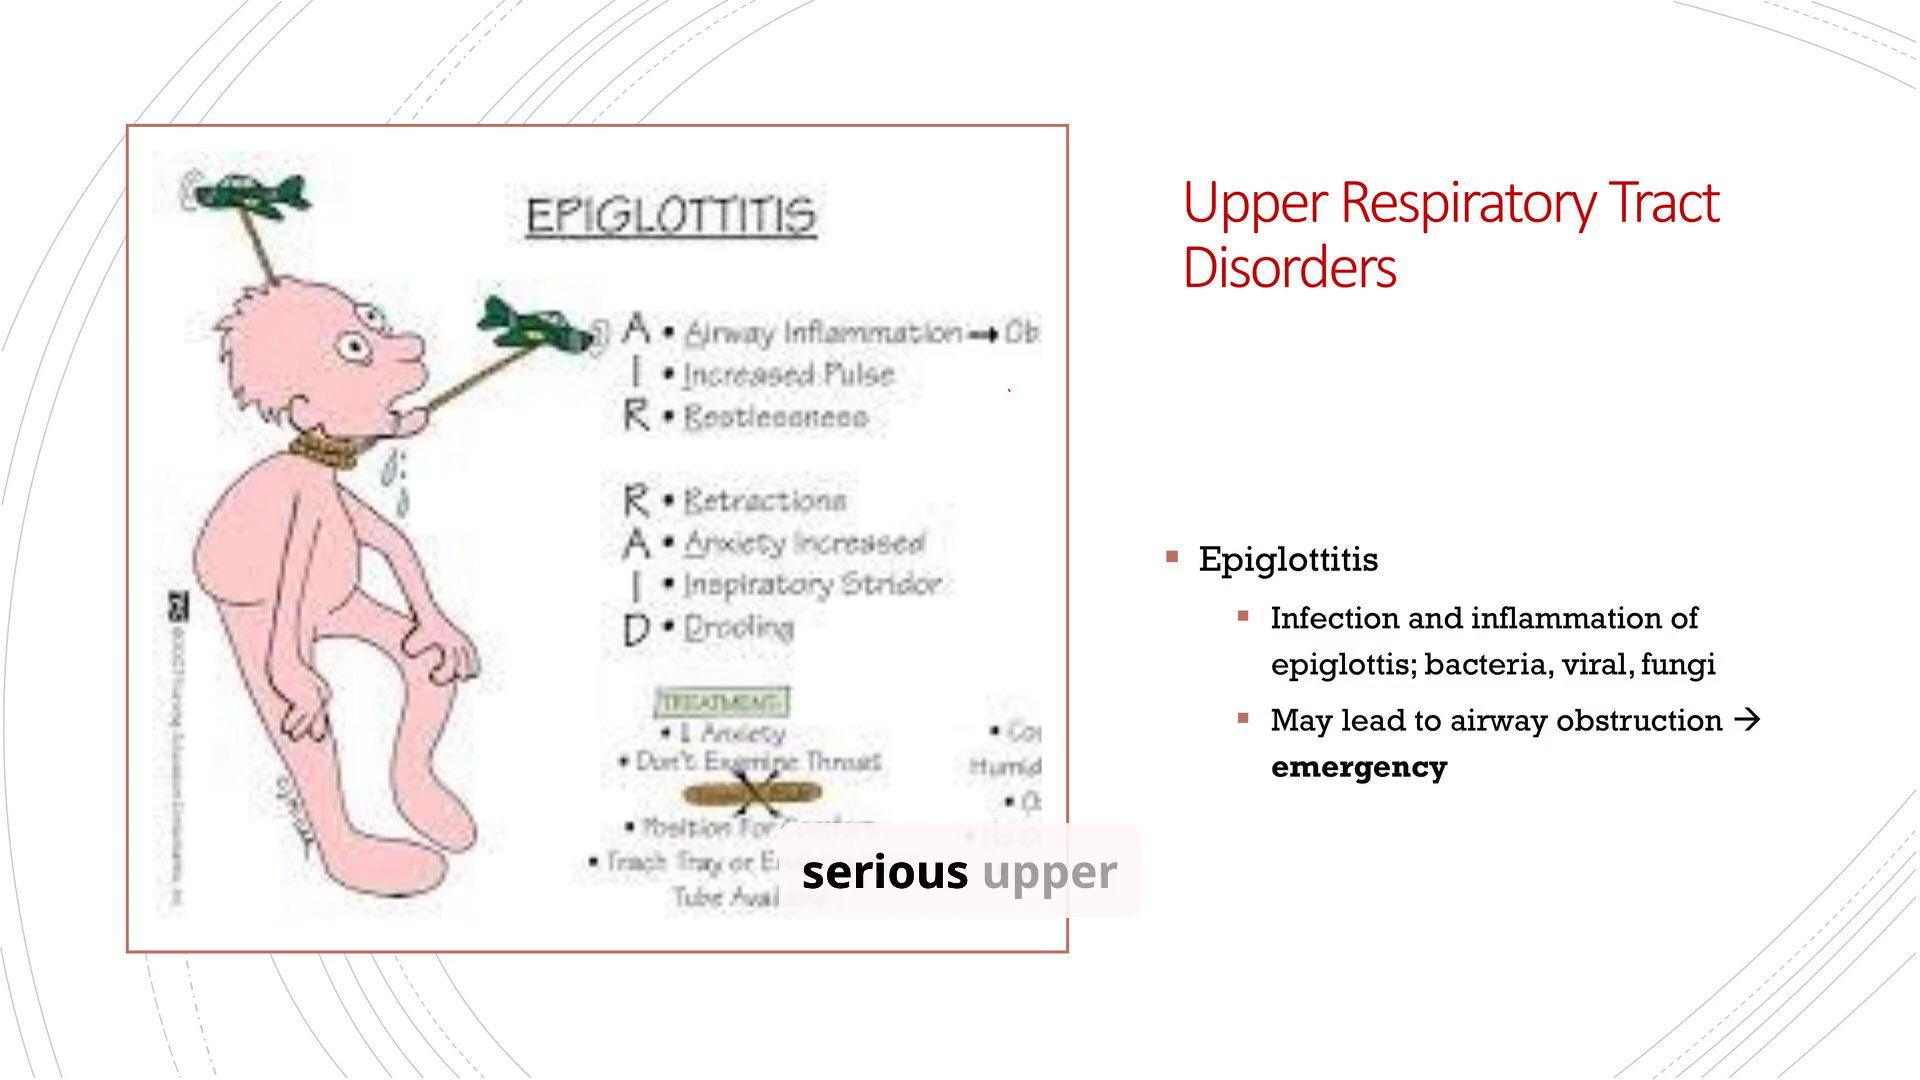 EPIGLOTTITIS
A • Airway Inflammation → Ob
I • Increased Pulse
R • Restlessness
R • Retractions
A • Anxiety Increased
I • Inspiratory Stridor
D • Drooling
TREATMENT:
• ↓ Anxiety
• Don't Examine Throat
• Position For Comfort
• Trach Tray or
Tube Avai
Humid
Upper Respiratory Tract
Disorders
▪ Epiglottitis
▪ Infection and inflammation of
epiglottis; bacteria, viral, fungi
▪ May lead to airway obstruction →
emergency
serious upper